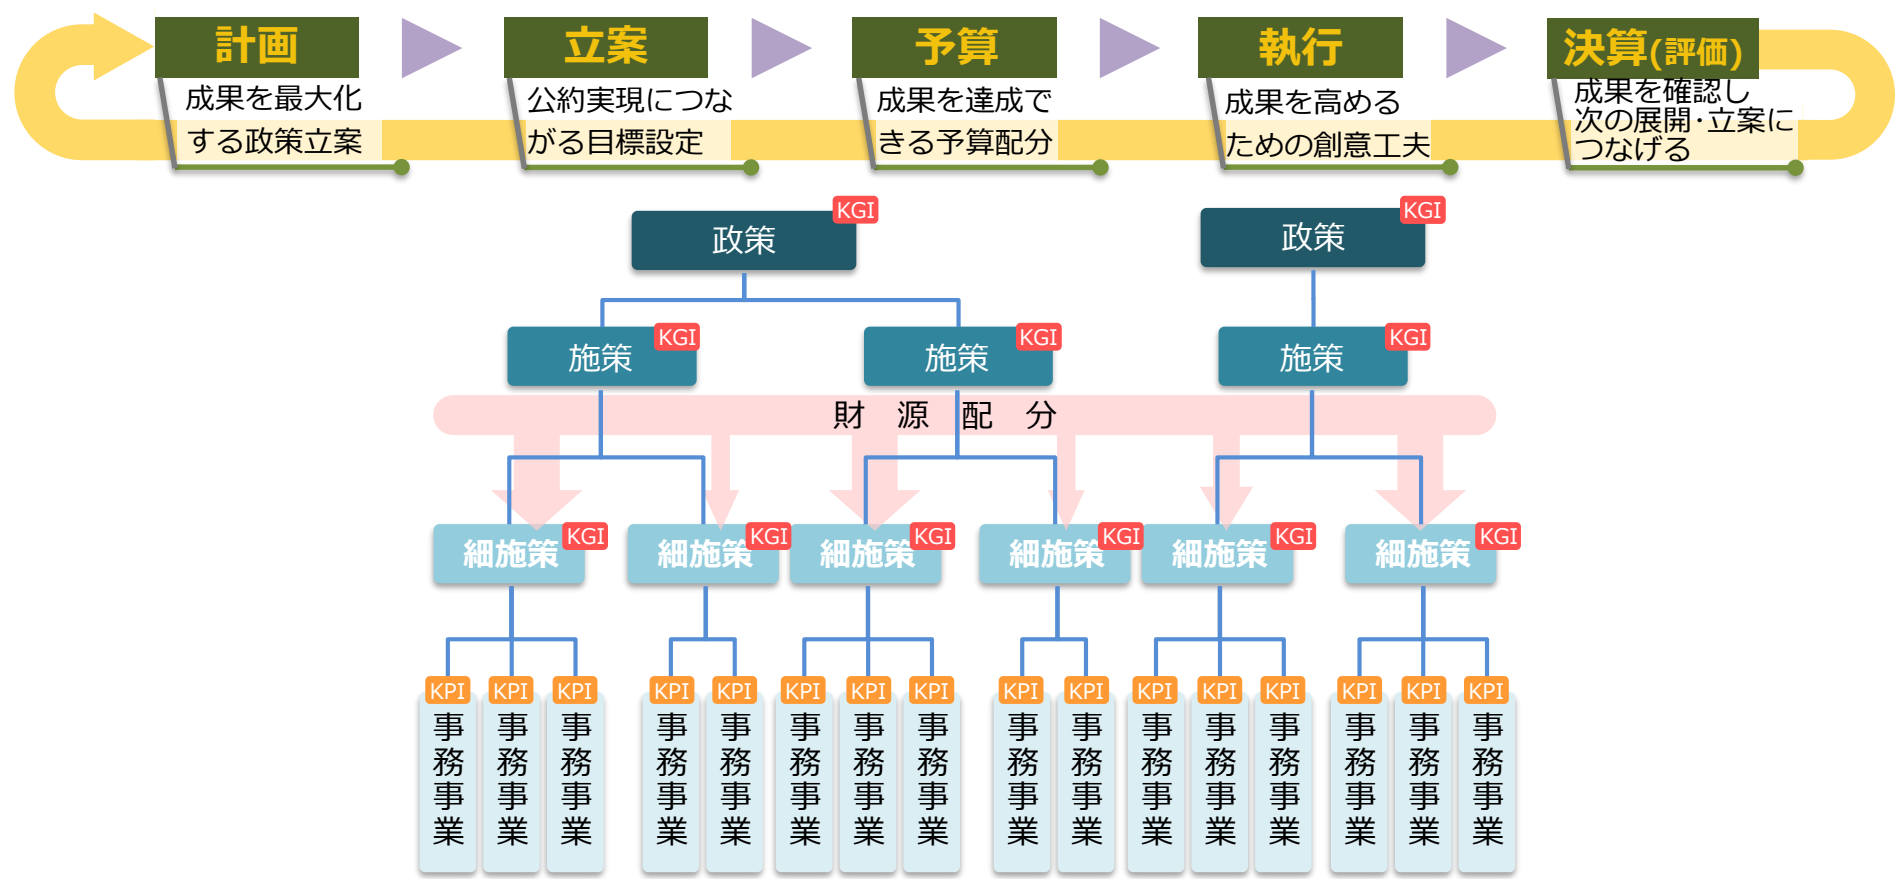 計画
立案
予算
執行
決算(評価)
成果を最大化
する政策立案
公約実現につな
がる目標設定
成果を達成で
きる予算配分
成果を高める
ための創意工夫
成果を確認し
次の展開・立案に
つなげる
政策
KGI
政策
KGI
施策
KGI
施策
KGI
施策
KGI
財 源 配 分
細施策
KGI
細施策
KGI
細施策
KGI
細施策
KGI
細施策
KGI
細施策
KGI
KPI
事務事業
KPI
事務事業
KPI
事務事業
KPI
事務事業
KPI
事務事業
KPI
事務事業
KPI
事務事業
KPI
事務事業
KPI
事務事業
KPI
事務事業
KPI
事務事業
KPI
事務事業
KPI
事務事業
KPI
事務事業
KPI
事務事業
KPI
事務事業